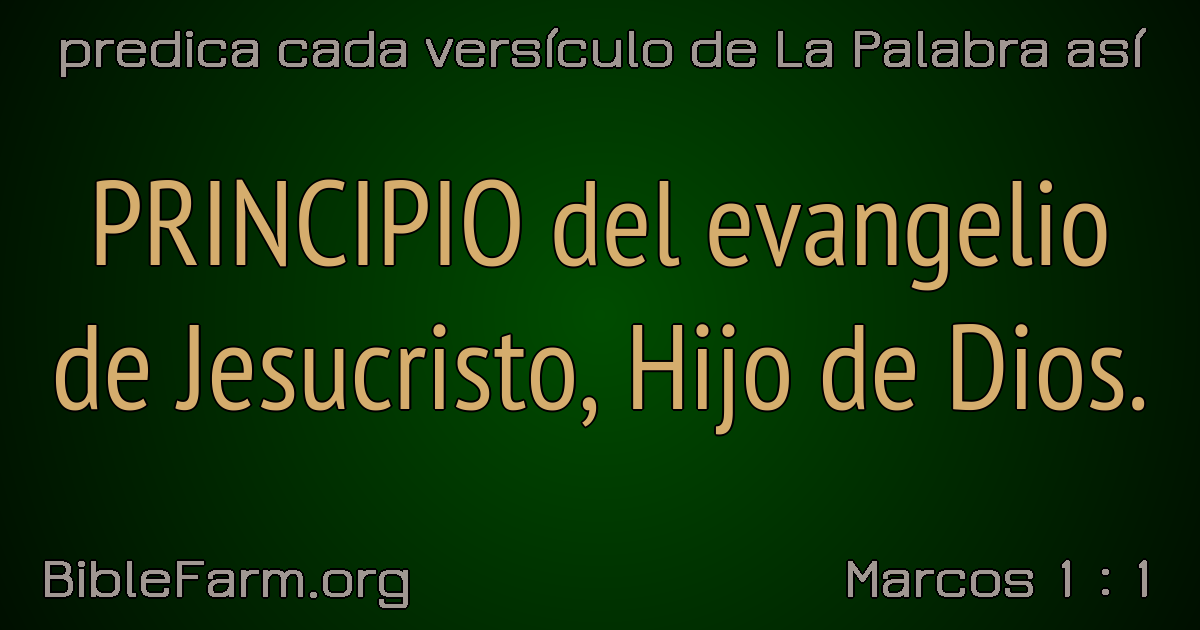 predica cada versículo de La Palabra así
PRINCIPIO del evangelio
de Jesucristo, Hijo de Dios.
BibleFarm.org
Marcos 1 : 1